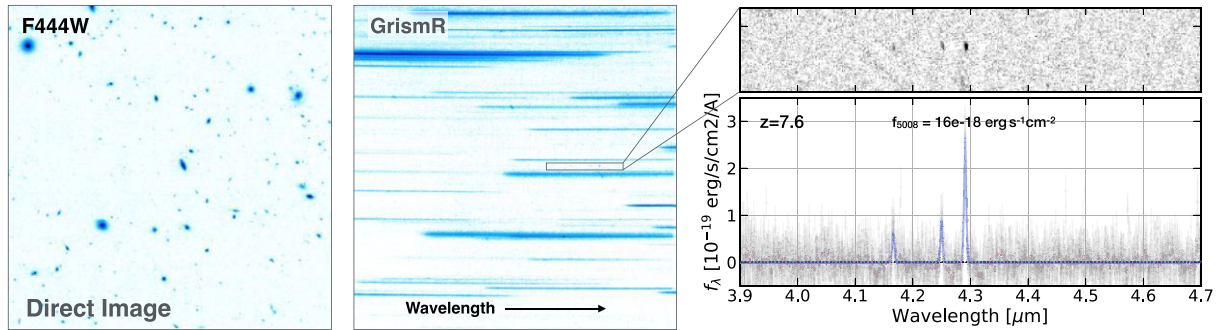 F444W
Direct Image
GrismR
Wavelength
z=7.6
f5008 = 16e-18 erg s-1cm-2
3
2
1
0
fλ [10−19 erg/s/cm2/A]
3.9 4.0 4.1 4.2 4.3 4.4 4.5 4.6 4.7
Wavelength [μm]